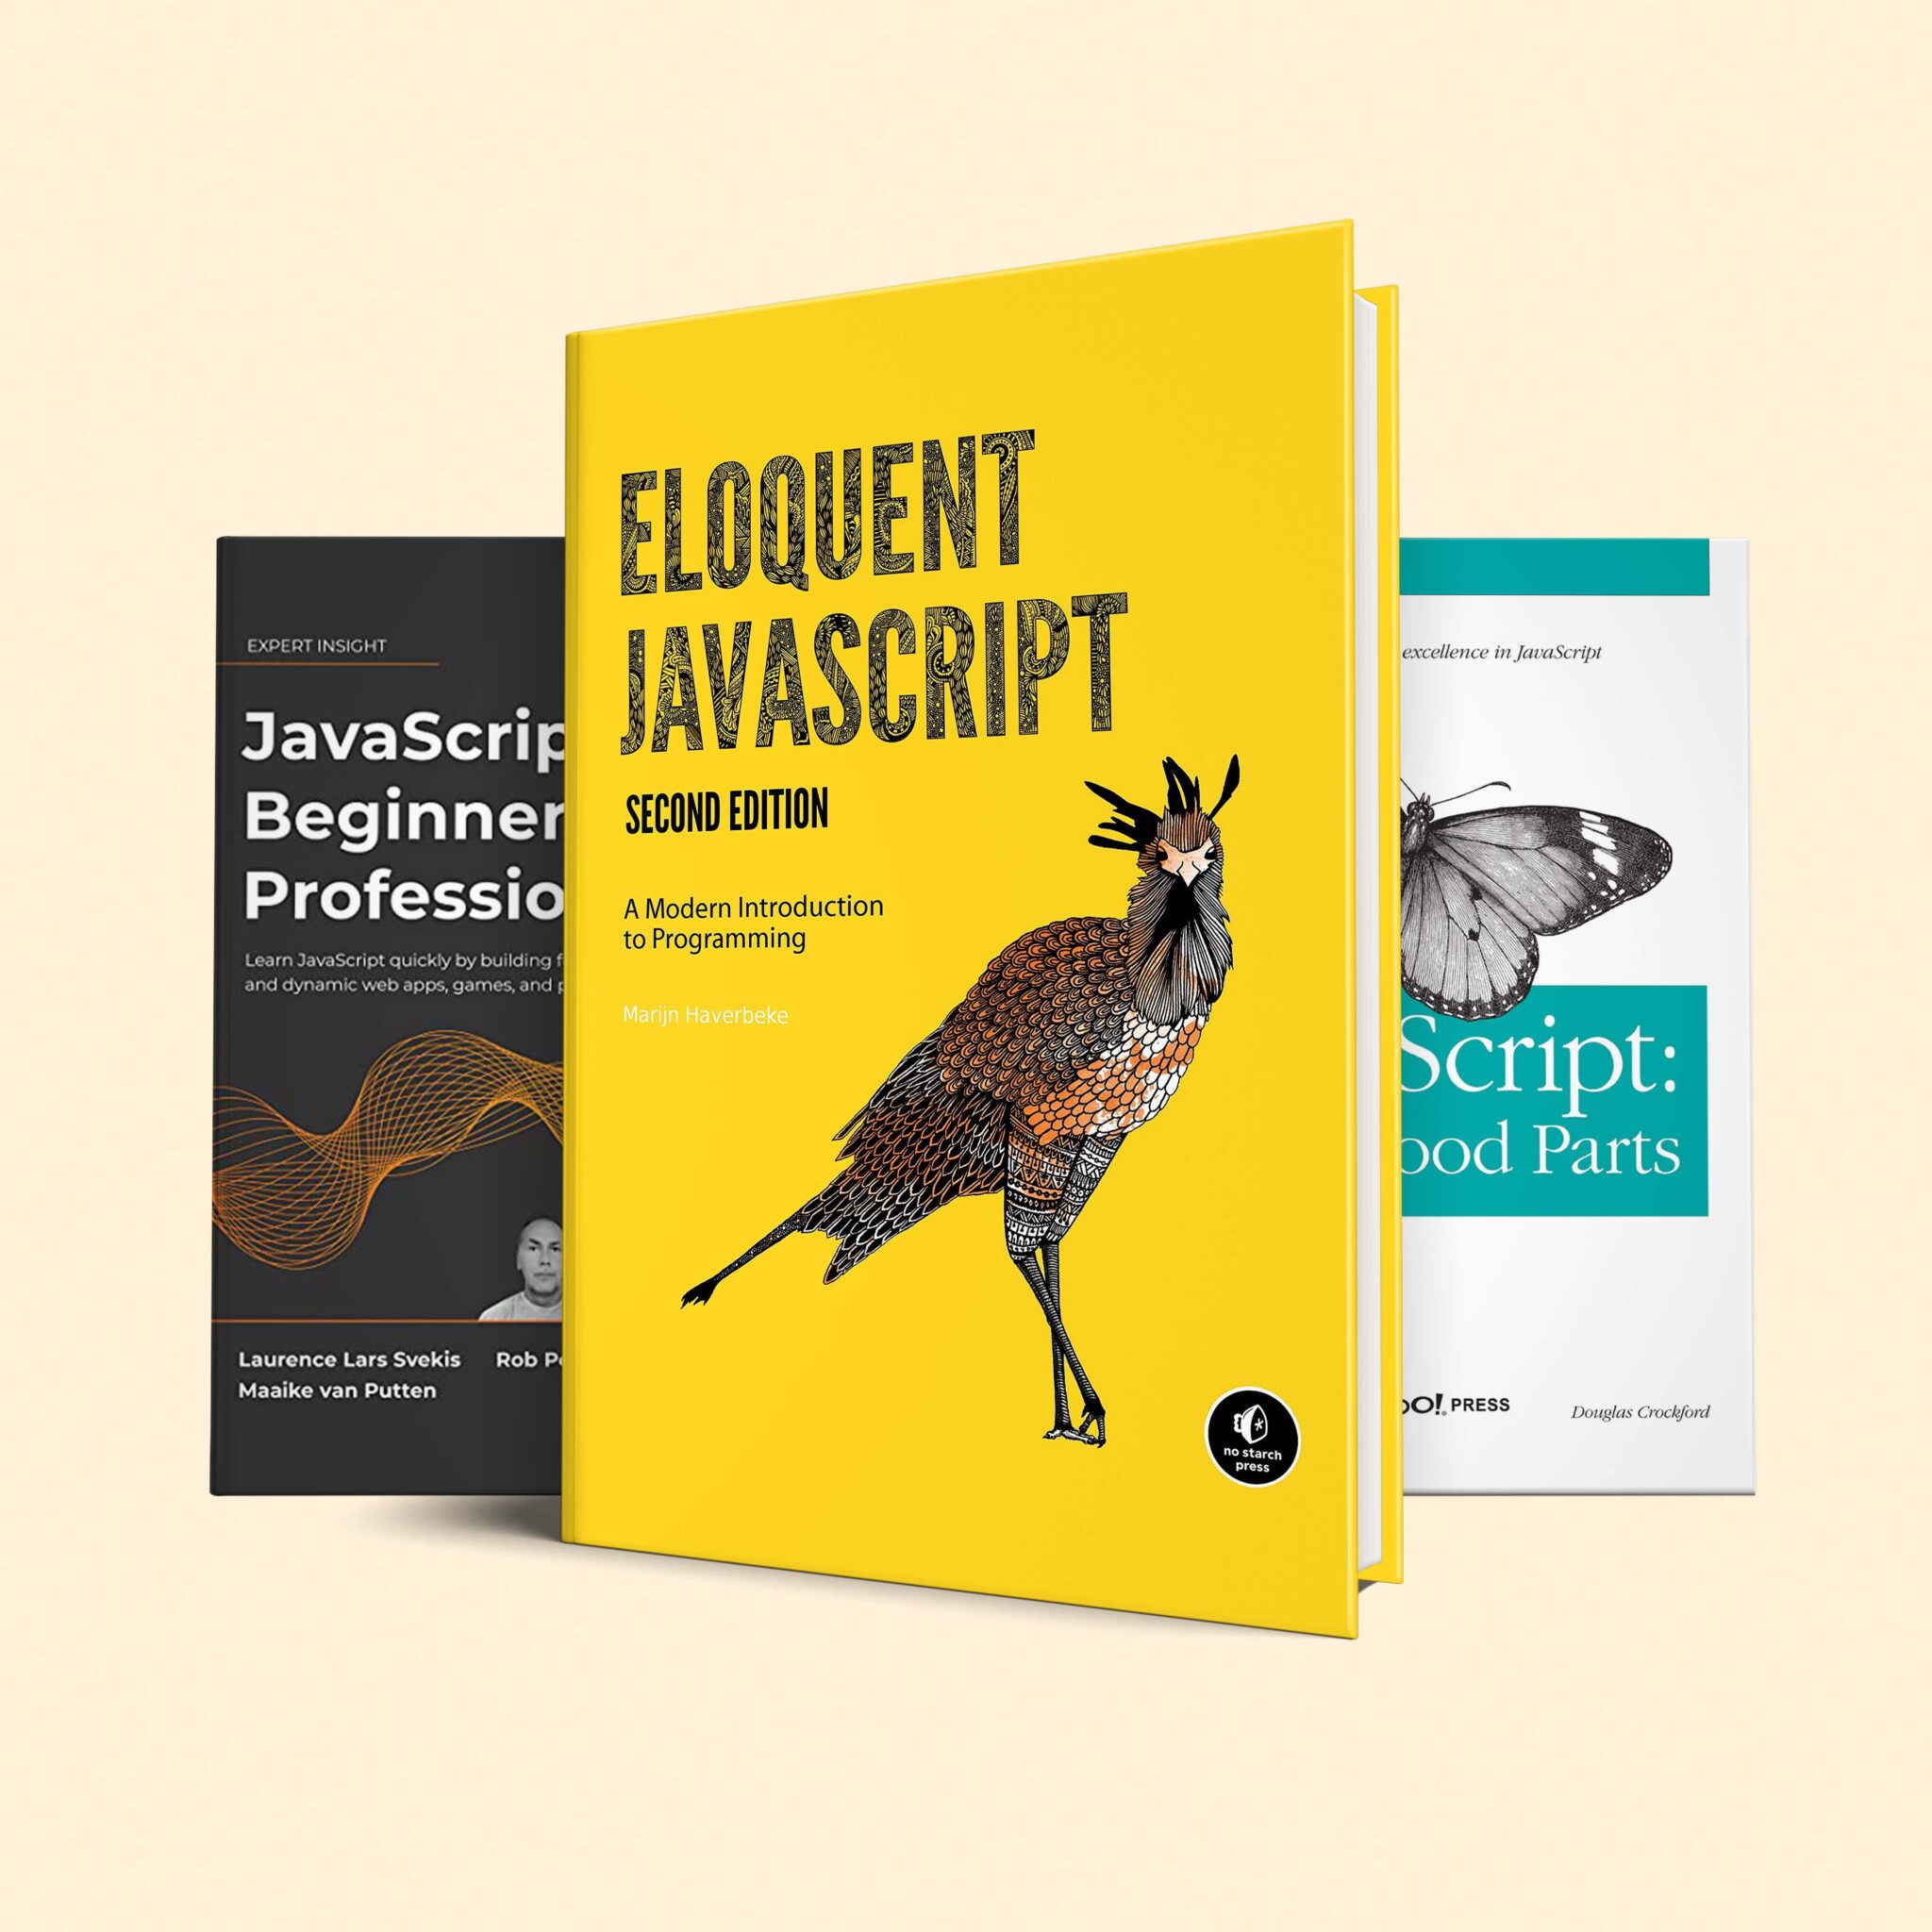 EXPERT INSIGHT
JavaScrip
Beginner
Professio
Learn JavaScript quickly by building f
and dynamic web apps, games, and p
Laurence Lars Svekis Rob Pe
Maaike van Putten
ELOQUENT
JAVASCRIPT
SECOND EDITION
A Modern Introduction
to Programming
Marijn Haverbeke
no starch
press
excellence in JavaScript
Script:
ood Parts
oo! PRESS
Douglas Crockford